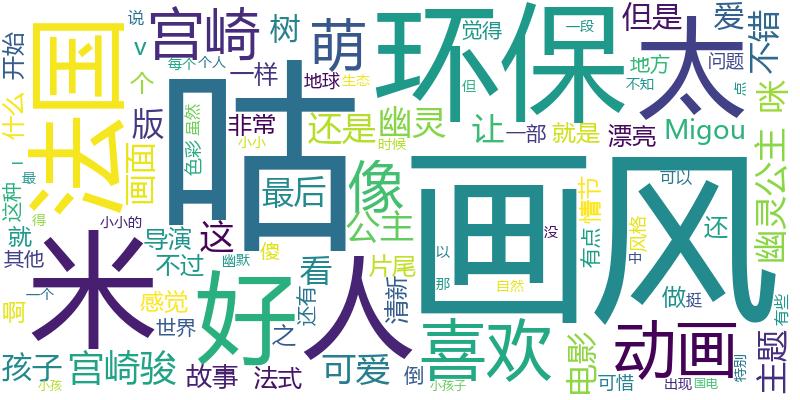 说
v
个
宫崎
树
萌
环保
觉得
但
一段
但是
太
爱
不错
开始
每个
个人
一样
地球
生态
地方
不知
问题
点
什么
法国
版
咕
色彩
虽然
非常
小小
还是
时候
幽灵
让
一部
就是
漂亮
Migou
咪
画面
最后
像
画风
可以
幽灵公主
这种
最
一
得
小小的
公主
情节
有点
没
还
就
导演
这
其他
不过
幽默
傻
看
片尾
以
那
自然
中
风格
米
好
人
啊
一个
感觉
世界
之
还有
清新
做
挺
有些
孩子
小孩
宫崎骏
故事
法式
可爱
倒
小孩子
喜欢
电影
可惜
动画
出现
国电
特别
主题